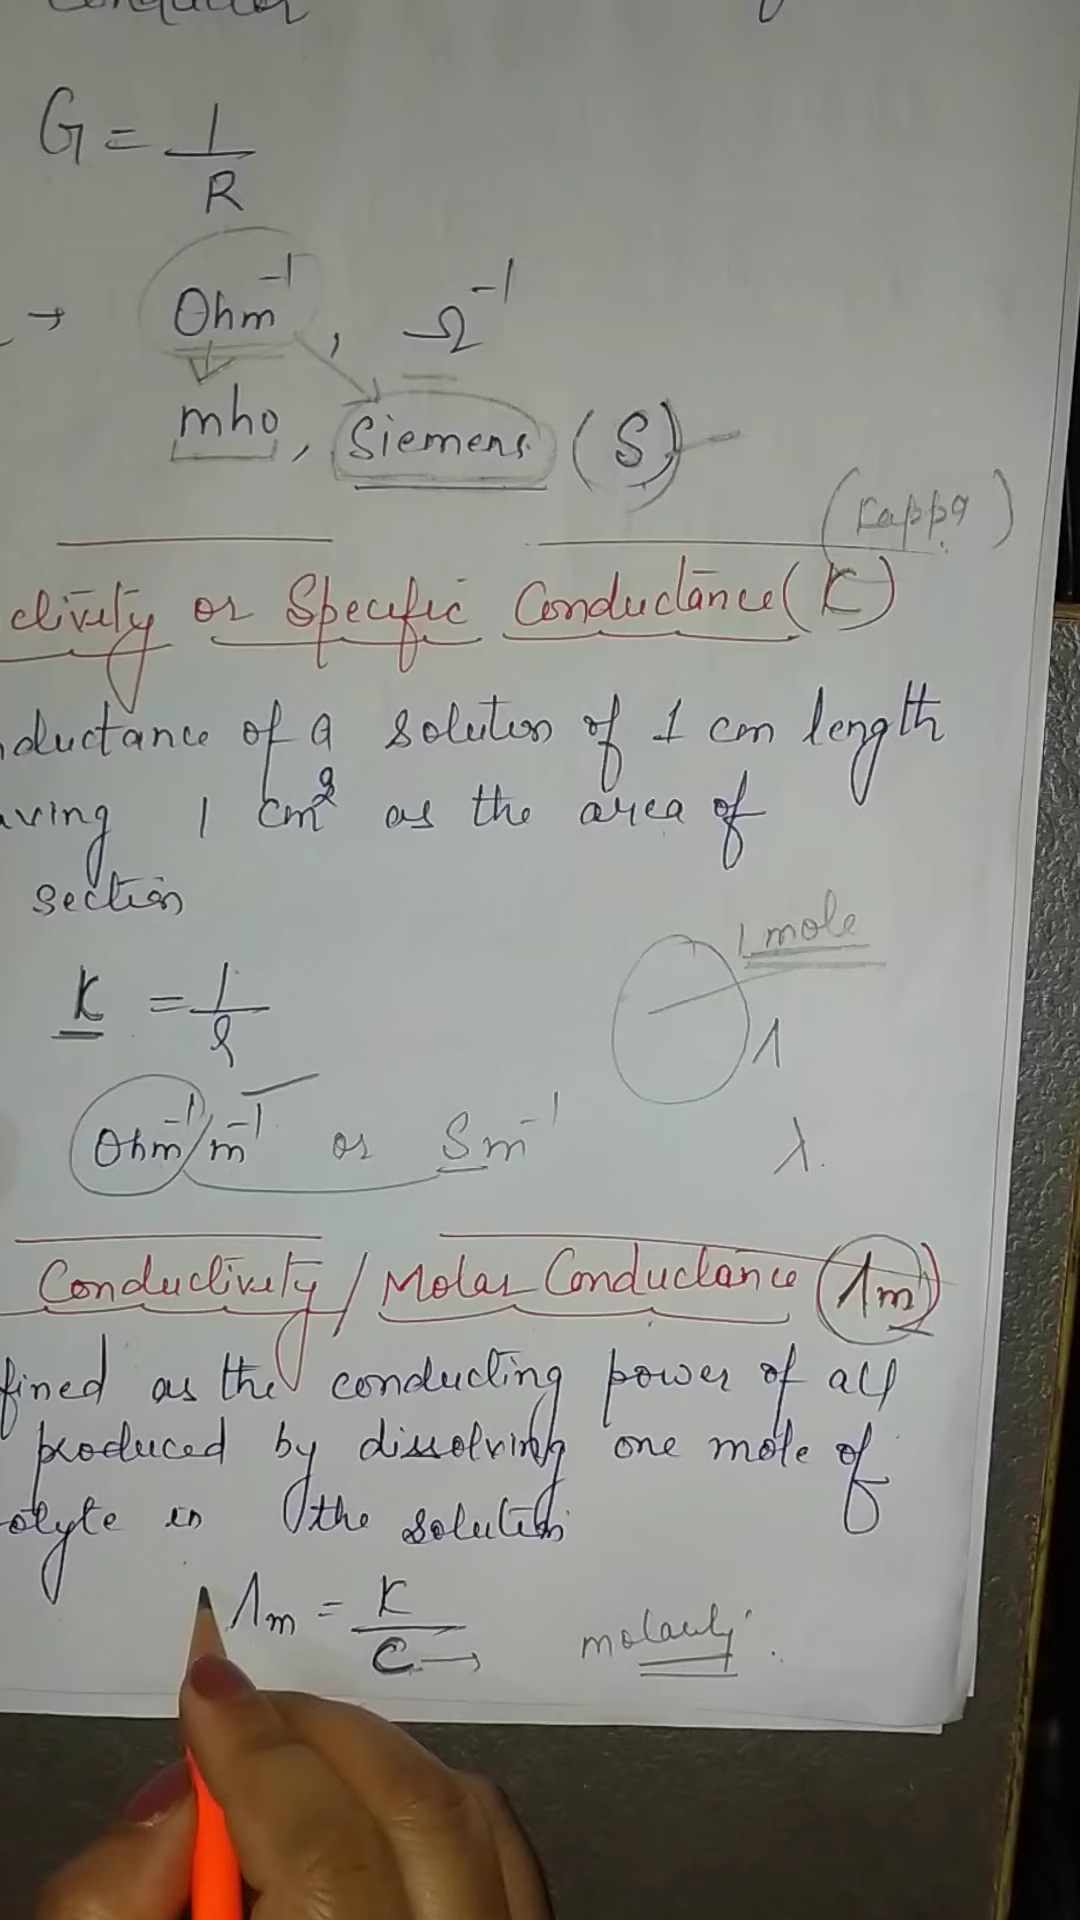 G = 1/R
→ Ohm⁻¹, Ω⁻¹
mho, Siemens (S)
(Kappa)
ctivity or Specific Conductance (K)
nductance of a solution of 1 cm length
aving 1 cm² as the area of
section
1 mole
K = 1/ρ
Λ
Ohm⁻¹/m⁻¹ or Sm⁻¹
λ.
Conductivity / Molar Conductance (Λm)
fined as the conducting power of all
produced by dissolving one mole of
olyte in the solution
Λm = K/C → molarity